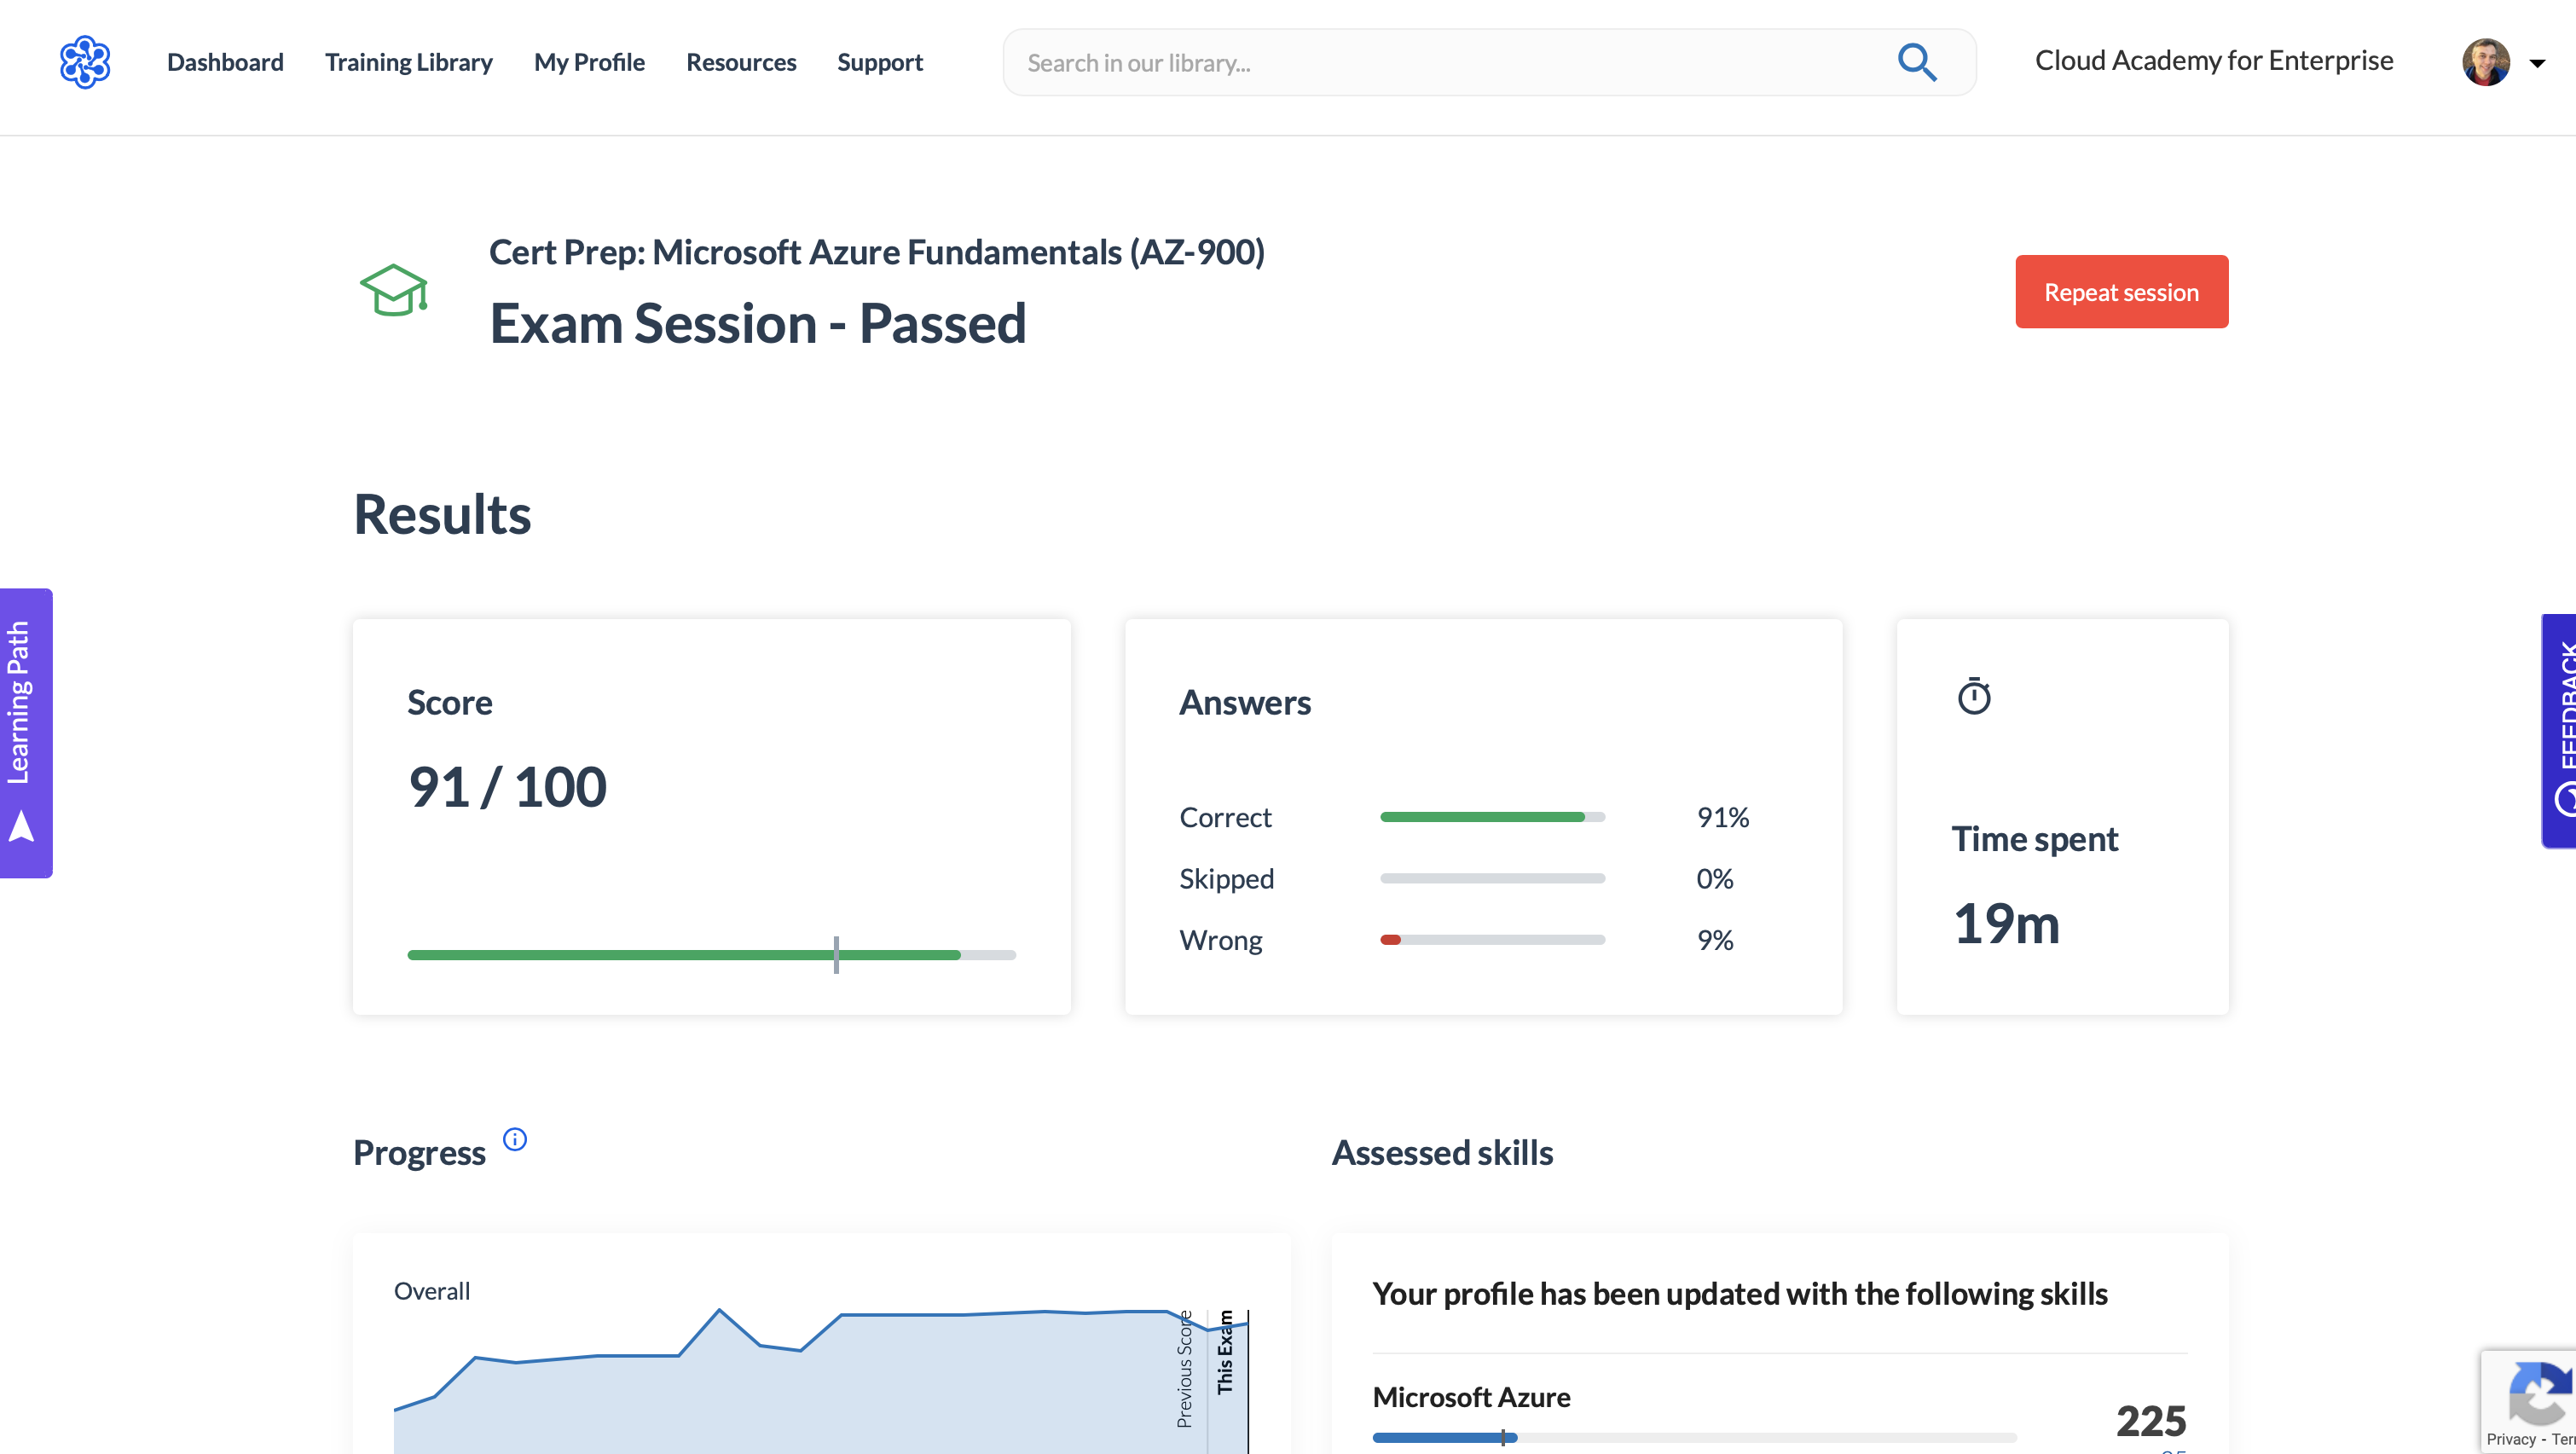 Dashboard Training Library My Profile Resources Support Search in our library... Cloud Academy for Enterprise
Cert Prep: Microsoft Azure Fundamentals (AZ-900)
Exam Session - Passed
Repeat session
Results
Learning Path
FEEDBACK
Score
91 / 100
Answers
Correct 91%
Skipped 0%
Wrong 9%
Time spent
19m
Progress
Assessed skills
Overall
Previous Score
This Exam
Your profile has been updated with the following skills
Microsoft Azure
225
Privacy -